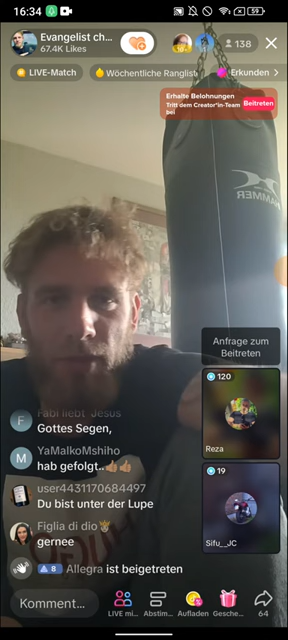 16:34
59
Evangelist ch...
67.4K Likes
138
LIVE-Match
Wöchentliche Rangliste
Erkunden
Erhalte Belohnungen
Tritt dem Creator*in-Team bei
Beitreten
HAMMER
Anfrage zum
Beitreten
120
Reza
19
Sifu__JC
Fabi liebt Jesus
Gottes Segen,
YaMalkoMshiho
hab gefolgt..👍👍
user4431170684497
Du bist unter der Lupe
Figlia di dio
gernee
8 Allegra ist beigetreten
Komment...
LIVE mi...
Abstim...
Aufladen
Gesche...
64